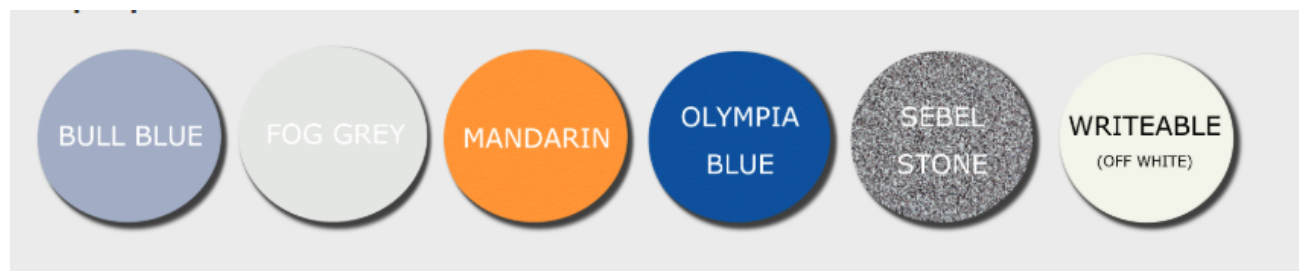 BULL BLUE
FOG GREY
MANDARIN
OLYMPIA
BLUE
SEBEL
STONE
WRITEABLE
(OFF WHITE)